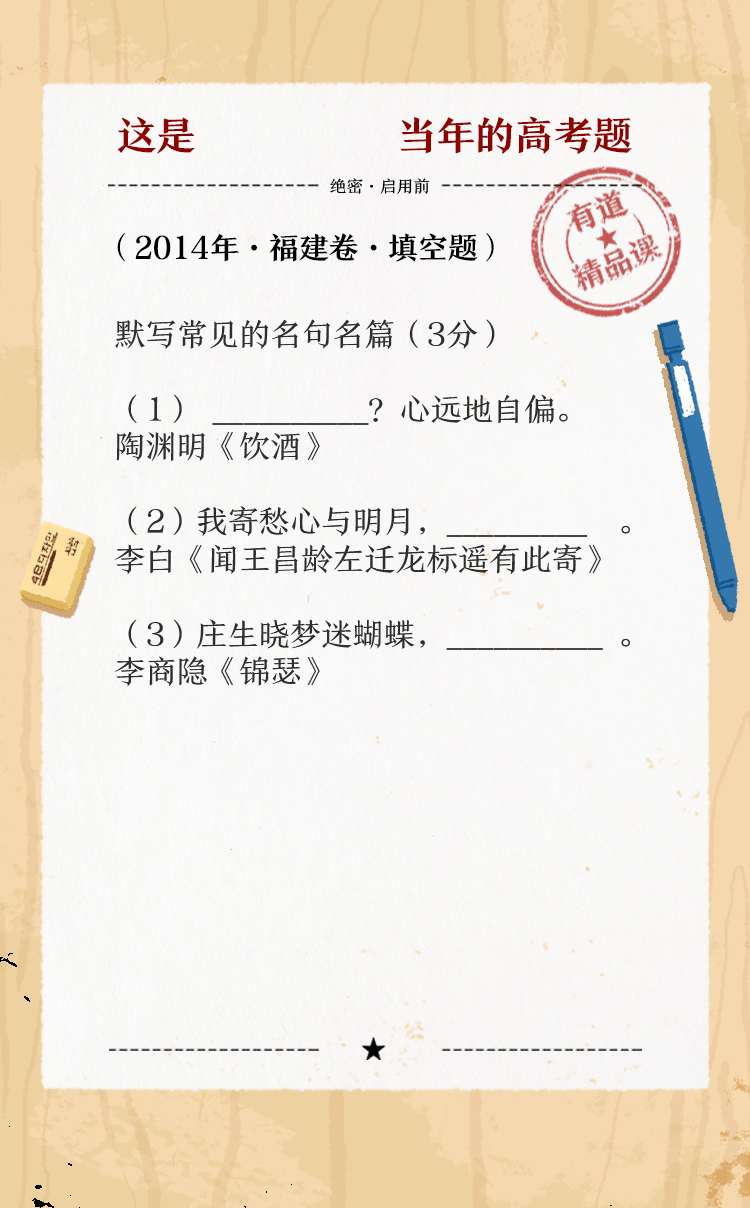 这是 当年的高考题
绝密·启用前
有道
精品课
（2014年·福建卷·填空题）
默写常见的名句名篇（3分）
（1） __________？心远地自偏。
陶渊明《饮酒》
（2）我寄愁心与明月，__________ 。
李白《闻王昌龄左迁龙标遥有此寄》
（3）庄生晓梦迷蝴蝶，__________ 。
李商隐《锦瑟》